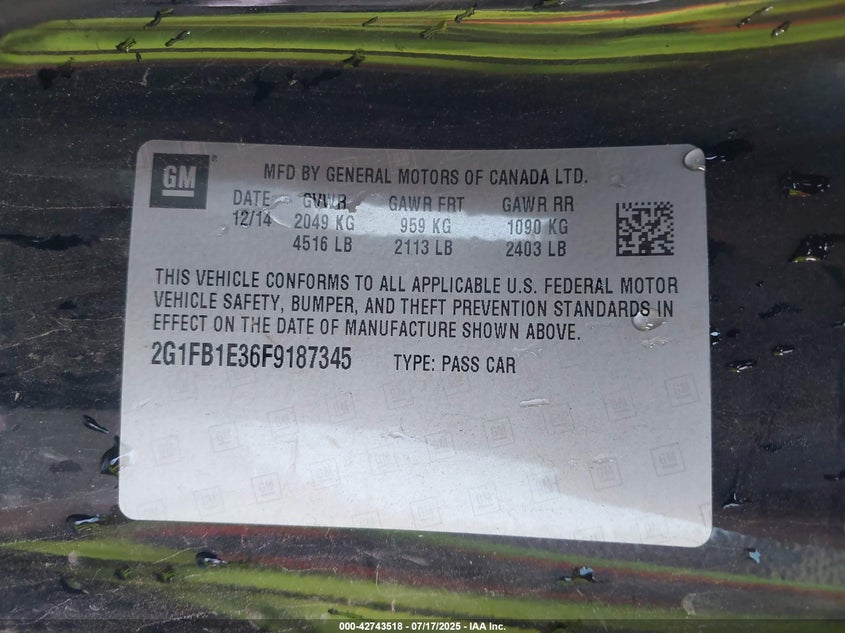 GM
MFD BY GENERAL MOTORS OF CANADA LTD.
DATE GVWR GAWR FRT GAWR RR
12/14 2049 KG 959 KG 1090 KG
4516 LB 2113 LB 2403 LB
THIS VEHICLE CONFORMS TO ALL APPLICABLE U.S. FEDERAL MOTOR
VEHICLE SAFETY, BUMPER, AND THEFT PREVENTION STANDARDS IN
EFFECT ON THE DATE OF MANUFACTURE SHOWN ABOVE.
2G1FB1E36F9187345 TYPE: PASS CAR
000-42743518 - 07/17/2025 - IAA Inc.